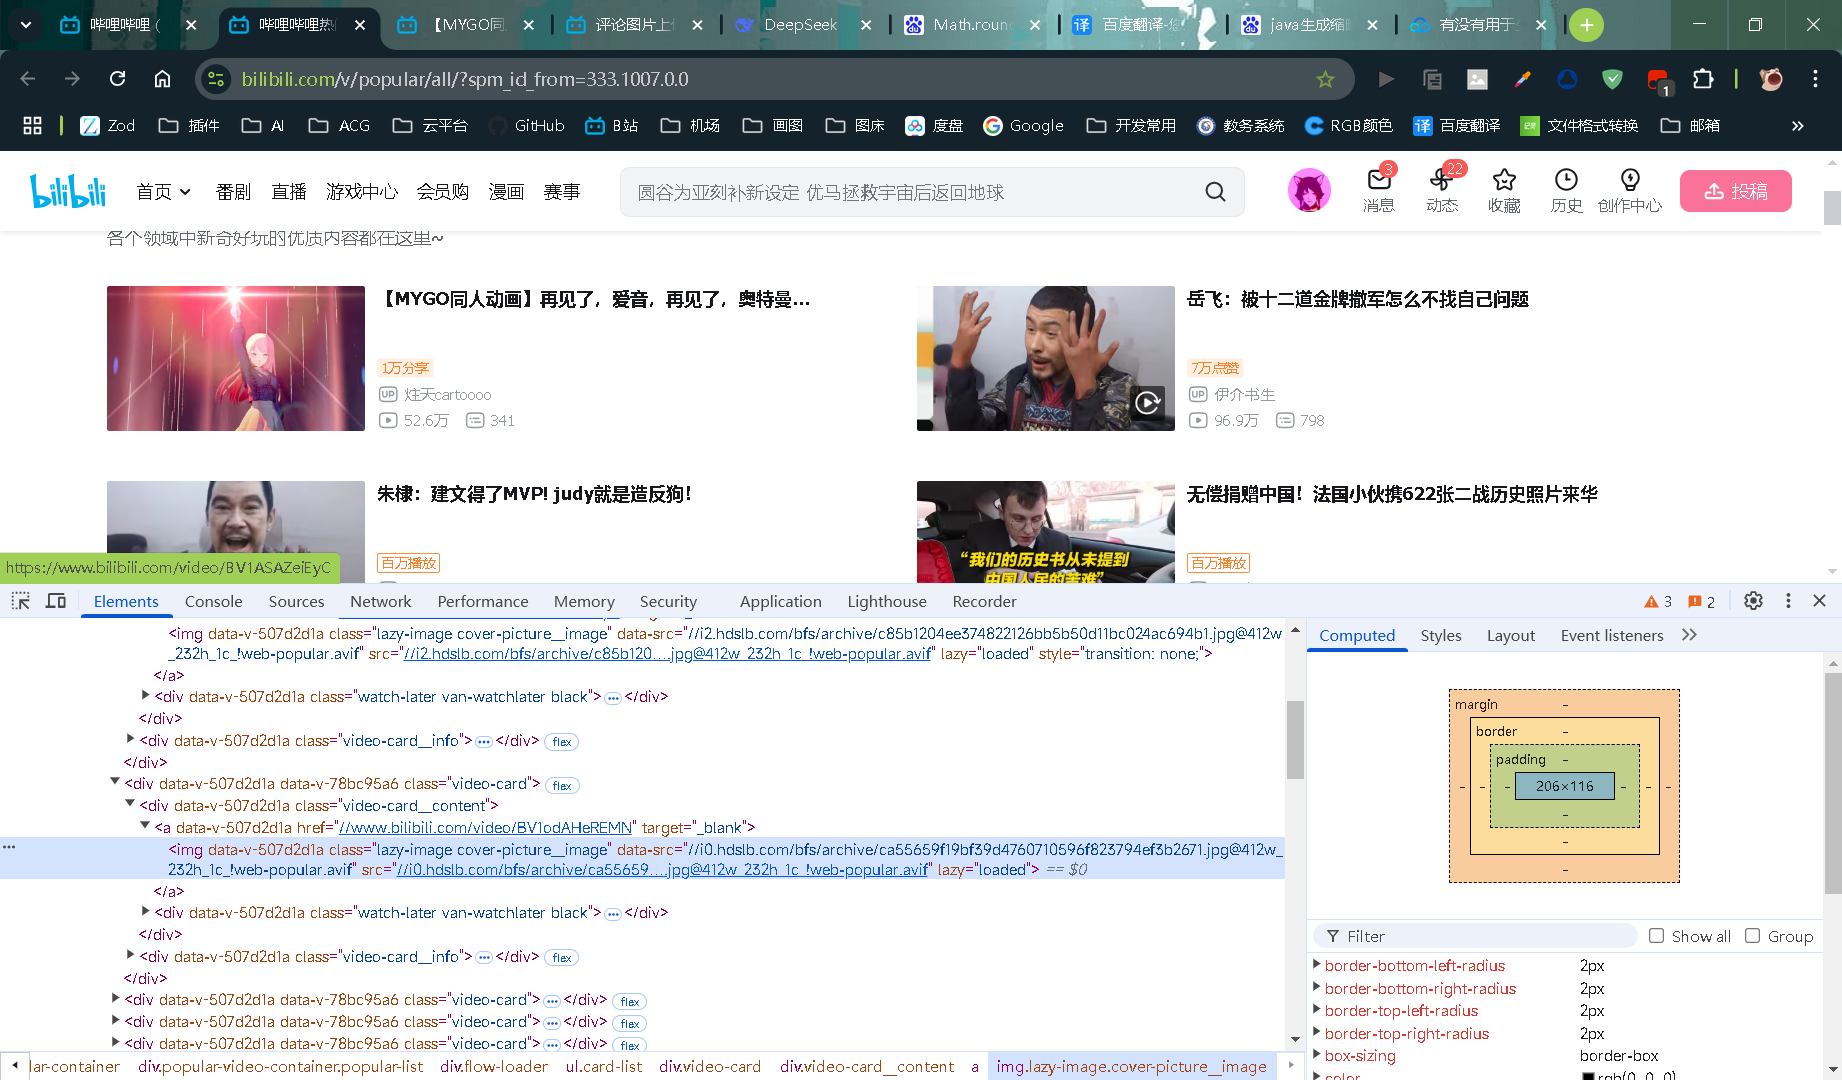 哔哩哔哩 (
哔哩哔哩热
【MYGO同
评论图片上
DeepSeek
Math.roun
百度翻译-您
java生成缩
有没有用于
bilibili.com/v/popular/all/?spm_id_from=333.1007.0.0
1
Zod
插件
AI
ACG
云平台
GitHub
B站
机场
画图
图床
度盘
Google
开发常用
教务系统
RGB颜色
百度翻译
文件格式转换
邮箱
bilibili
首页
番剧
直播
游戏中心
会员购
漫画
赛事
圆谷为亚刻补新设定 优马拯救宇宙后返回地球
3
消息
22
动态
收藏
历史
创作中心
投稿
各个领域中新奇好玩的优质内容都在这里~
【MYGO同人动画】再见了，爱音，再见了，奥特曼...
1万分享
UP 炷天cartoooo
52.6万 341
岳飞：被十二道金牌撤军怎么不找自己问题
7万点赞
UP 伊介书生
96.9万 798
朱棣：建文得了MVP! judy就是造反狗！
百万播放
无偿捐赠中国！法国小伙携622张二战历史照片来华
“我们的历史书从未提到
中国人民的苦难”
百万播放
https://www.bilibili.com/video/BV1ASAZeiEyC
Elements
Console
Sources
Network
Performance
Memory
Security
Application
Lighthouse
Recorder
3
2
<img data-v-507d2d1a class="lazy-image cover-picture__image" data-src="//i2.hdslb.com/bfs/archive/c85b1204ee374822126bb5b50d11bc024ac694b1.jpg@412w
_232h_1c_!web-popular.avif" src="//i2.hdslb.com/bfs/archive/c85b120....jpg@412w_232h_1c_!web-popular.avif" lazy="loaded" style="transition: none;">
</a>
<div data-v-507d2d1a class="watch-later van-watchlater black">…</div>
</div>
<div data-v-507d2d1a class="video-card__info">…</div> flex
</div>
<div data-v-507d2d1a data-v-78bc95a6 class="video-card"> flex
<div data-v-507d2d1a class="video-card__content">
<a data-v-507d2d1a href="//www.bilibili.com/video/BV1odAHeREMN" target="_blank">
<img data-v-507d2d1a class="lazy-image cover-picture__image" data-src="//i0.hdslb.com/bfs/archive/ca55659f19bf39d4760710596f823794ef3b2671.jpg@412w_
232h_1c_!web-popular.avif" src="//i0.hdslb.com/bfs/archive/ca55659....jpg@412w_232h_1c_!web-popular.avif" lazy="loaded"> == $0
</a>
<div data-v-507d2d1a class="watch-later van-watchlater black">…</div>
</div>
<div data-v-507d2d1a class="video-card__info">…</div> flex
</div>
<div data-v-507d2d1a data-v-78bc95a6 class="video-card">…</div> flex
<div data-v-507d2d1a data-v-78bc95a6 class="video-card">…</div> flex
<div data-v-507d2d1a data-v-78bc95a6 class="video-card">…</div> flex
lar-container
div.popular-video-container.popular-list
div.flow-loader
ul.card-list
div.video-card
div.video-card__content
a
img.lazy-image.cover-picture__image
Computed
Styles
Layout
Event listeners
margin
border
padding
206×116
Filter
Show all
Group
border-bottom-left-radius 2px
border-bottom-right-radius 2px
border-top-left-radius 2px
border-top-right-radius 2px
box-sizing border-box
color rgb(0, 0, 0)